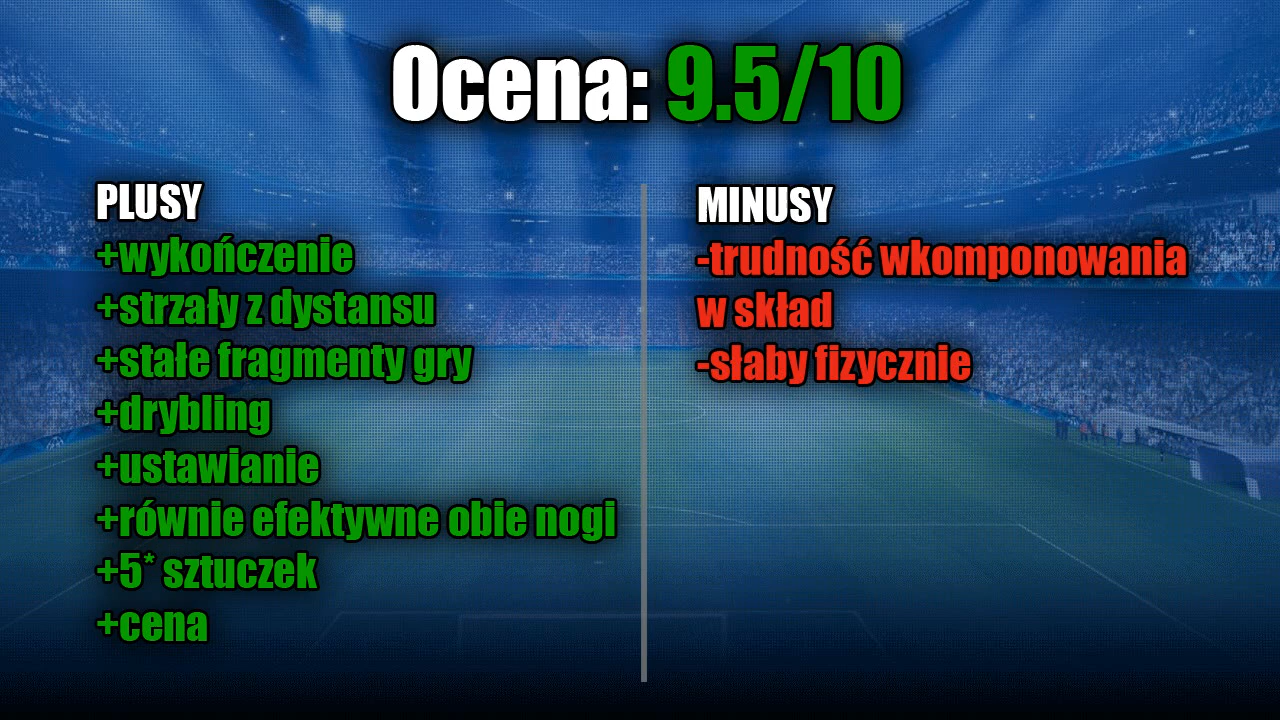 Ocena: 9.5/10
PLUSY
+wykończenie
+strzały z dystansu
+stałe fragmenty gry
+drybling
+ustawianie
+równie efektywne obie nogi
+5* sztuczek
+cena
MINUSY
-trudność wkomponowania
w skład
-słaby fizycznie